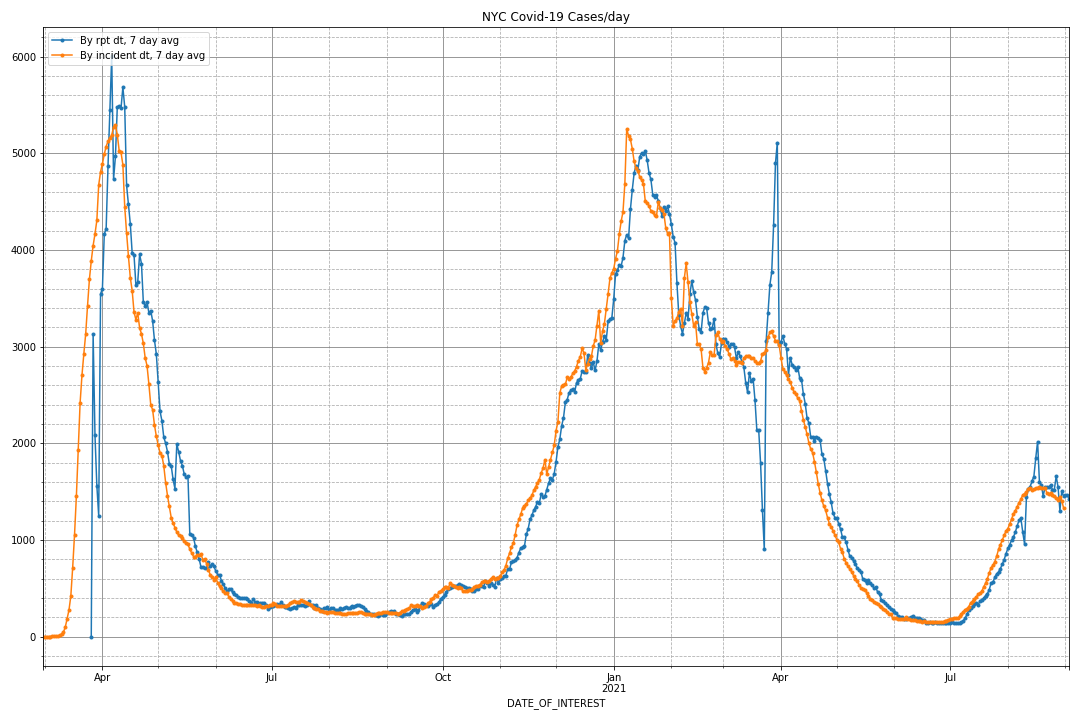 NYC Covid-19 Cases/day
By rpt dt, 7 day avg
By incident dt, 7 day avg
6000
5000
4000
3000
2000
1000
0
Apr Jul Oct Jan Apr Jul
2021
DATE_OF_INTEREST